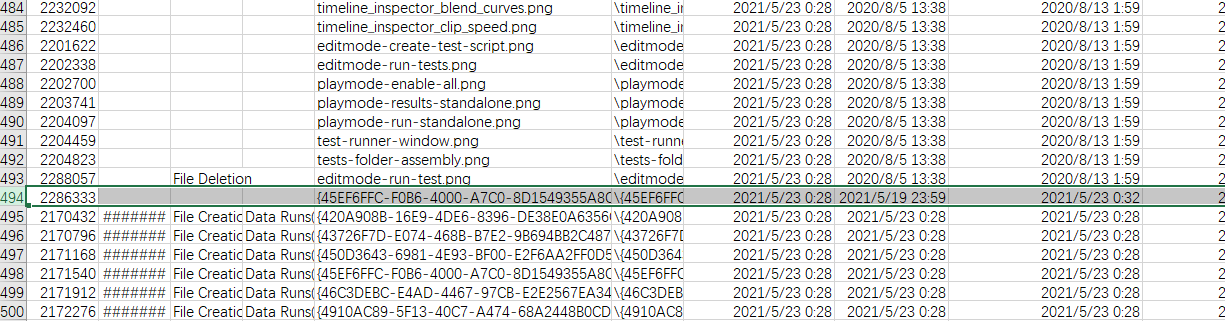 484 2232092 timeline_inspector_blend_curves.png \timeline_i 2021/5/23 0:28 2020/8/5 13:38 2020/8/13 1:59 2
485 2232460 timeline_inspector_clip_speed.png \timeline_i 2021/5/23 0:28 2020/8/5 13:38 2020/8/13 1:59 2
486 2201622 editmode-create-test-script.png \editmode 2021/5/23 0:28 2020/8/5 13:38 2020/8/13 1:59 2
487 2202338 editmode-run-tests.png \editmode 2021/5/23 0:28 2020/8/5 13:38 2020/8/13 1:59 2
488 2202700 playmode-enable-all.png \playmode 2021/5/23 0:28 2020/8/5 13:38 2020/8/13 1:59 2
489 2203741 playmode-results-standalone.png \playmode 2021/5/23 0:28 2020/8/5 13:38 2020/8/13 1:59 2
490 2204097 playmode-run-standalone.png \playmode 2021/5/23 0:28 2020/8/5 13:38 2020/8/13 1:59 2
491 2204459 test-runner-window.png \test-runn 2021/5/23 0:28 2020/8/5 13:38 2020/8/13 1:59 2
492 2204823 tests-folder-assembly.png \tests-fold 2021/5/23 0:28 2020/8/5 13:38 2020/8/13 1:59 2
493 2288057 File Deletion editmode-run-test.png \editmode 2021/5/23 0:28 2020/8/5 13:38 2020/8/13 1:59 2
494 2286333 {45EF6FFC-F0B6-4000-A7C0-8D1549355A8C \{45EF6FFC 2021/5/23 0:28 2021/5/19 23:59 2021/5/23 0:32 2
495 2170432 ####### File Creatic Data Runs( {420A908B-16E9-4DE6-8396-DE38E0A6356 \{420A908 2021/5/23 0:28 2021/5/23 0:28 2021/5/23 0:28 2
496 2170796 ####### File Creatic Data Runs( {43726F7D-E074-468B-B7E2-9B694BB2C487 \{43726F7D 2021/5/23 0:28 2021/5/23 0:28 2021/5/23 0:28 2
497 2171168 ####### File Creatic Data Runs( {450D3643-6981-4E93-BF00-E2F6AA2FF0D5 \{450D364 2021/5/23 0:28 2021/5/23 0:28 2021/5/23 0:28 2
498 2171540 ####### File Creatic Data Runs( {45EF6FFC-F0B6-4000-A7C0-8D1549355A8C \{45EF6FFC 2021/5/23 0:28 2021/5/23 0:28 2021/5/23 0:28 2
499 2171912 ####### File Creatic Data Runs( {46C3DEBC-E4AD-4467-97CB-E2E2567EA34 \{46C3DEB 2021/5/23 0:28 2021/5/23 0:28 2021/5/23 0:28 2
500 2172276 ####### File Creatic Data Runs( {4910AC89-5F13-40C7-A474-68A2448B0CD \{4910AC8 2021/5/23 0:28 2021/5/23 0:28 2021/5/23 0:28 2